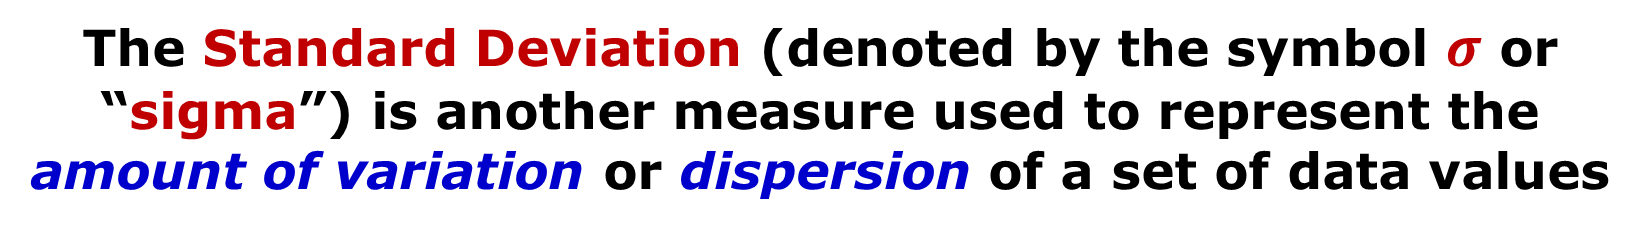 The Standard Deviation (denoted by the symbol σ or
“sigma”) is another measure used to represent the
amount of variation or dispersion of a set of data values